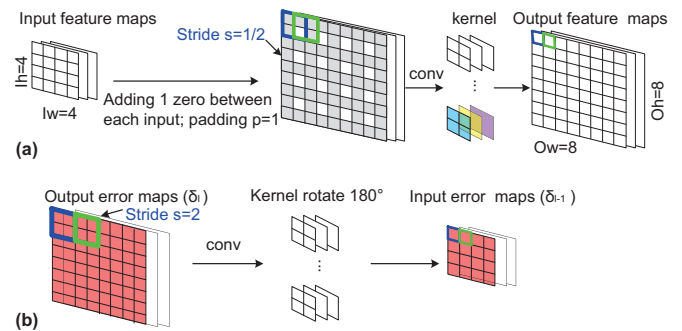 Input feature maps
Ih=4
Iw=4
Stride s=1/2
Adding 1 zero between
each input; padding p=1
conv
kernel
...
Output feature maps
Oh=8
Ow=8
(a)
Output error maps (δl)
Stride s=2
conv
Kernel rotate 180°
...
Input error maps (δl-1)
(b)